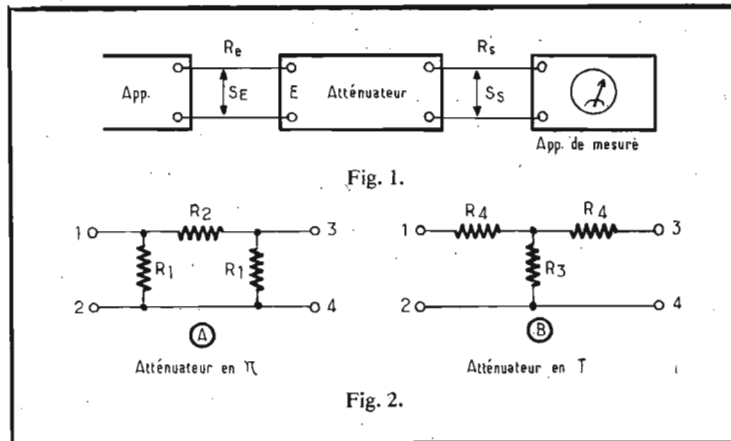 Re Rs
App. SE E Atténuateur SS
App. de mesure
Fig. 1.
R2 R4 R4
1 3 1 3
R1 R1 R3
2 4 2 4
A B
Atténuateur en π Atténuateur en T
Fig. 2.